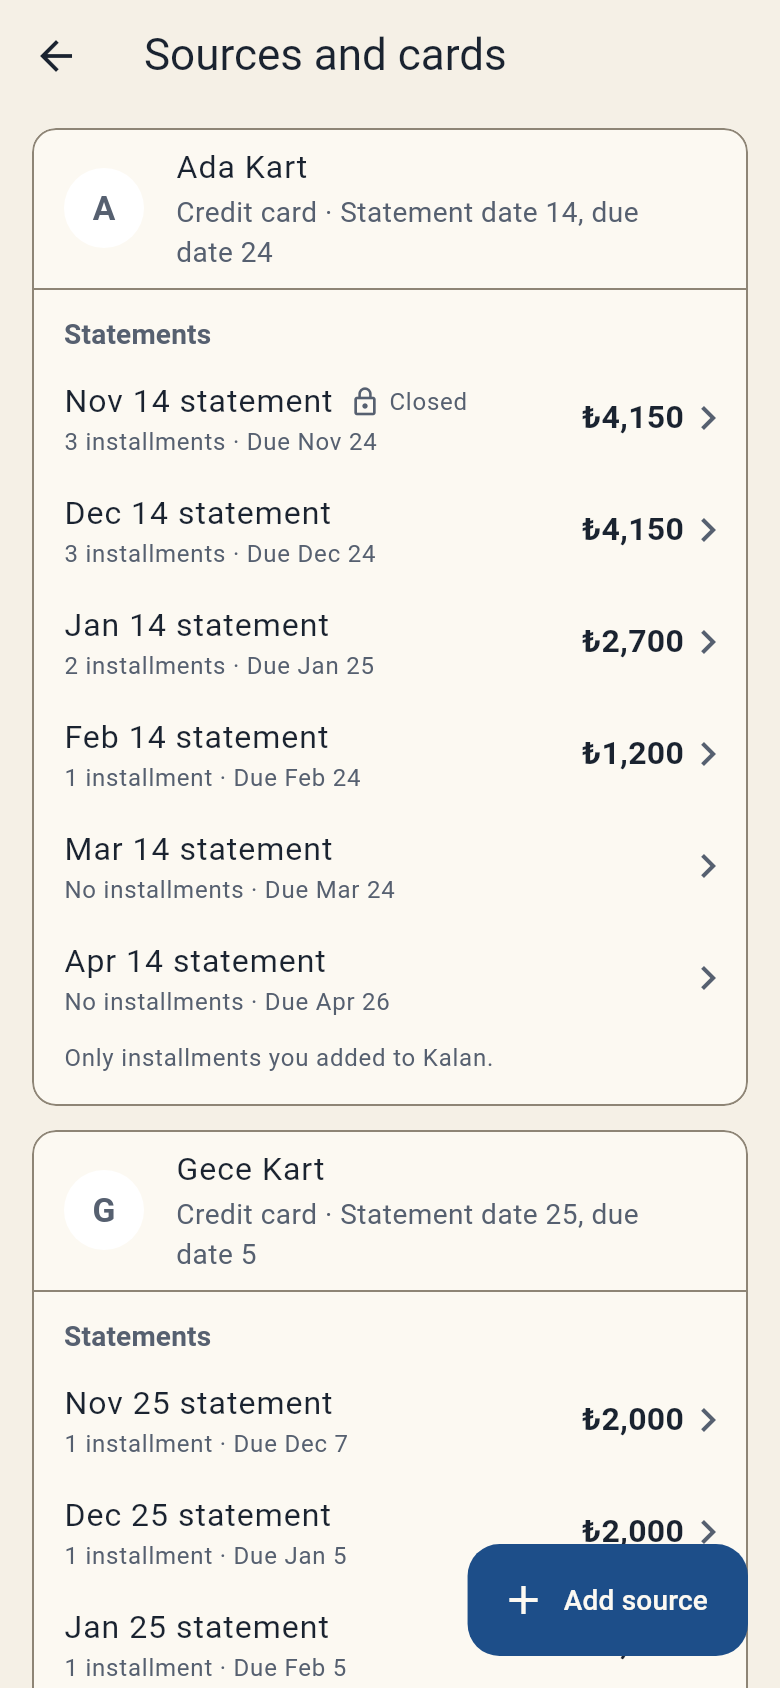 Sources and cards
A
Ada Kart
Credit card · Statement date 14, due
date 24
Statements
Nov 14 statement Closed
₺4,150
3 installments · Due Nov 24
Dec 14 statement
₺4,150
3 installments · Due Dec 24
Jan 14 statement
₺2,700
2 installments · Due Jan 25
Feb 14 statement
₺1,200
1 installment · Due Feb 24
Mar 14 statement
No installments · Due Mar 24
Apr 14 statement
No installments · Due Apr 26
Only installments you added to Kalan.
G
Gece Kart
Credit card · Statement date 25, due
date 5
Statements
Nov 25 statement
₺2,000
1 installment · Due Dec 7
Dec 25 statement
₺2,000
1 installment · Due Jan 5
Add source
Jan 25 statement
1 installment · Due Feb 5